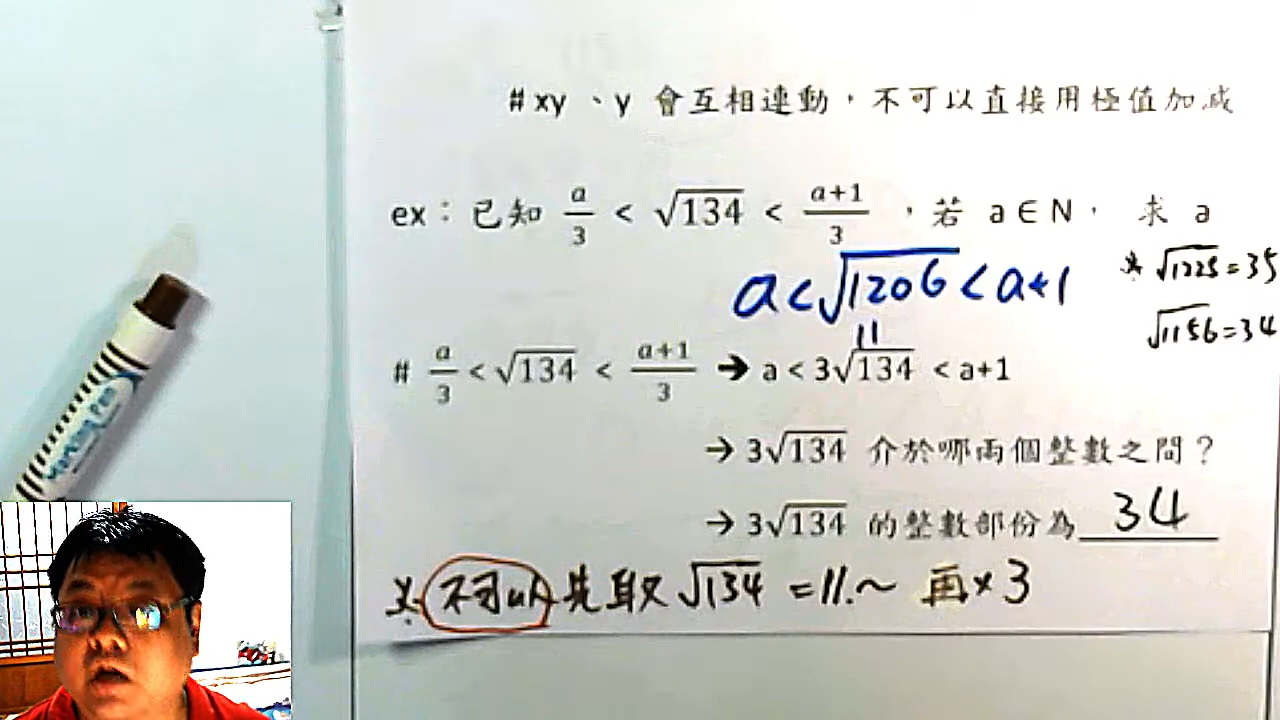 # xy 、y 會互相連動，不可以直接用極值加減
ex：已知 a/3 < √134 < (a+1)/3 ，若 a∈N， 求 a
a<√1206<a+1
※ √1225=35
√1156=34
||
# a/3 < √134 < (a+1)/3 → a < 3√134 < a+1
→ 3√134 介於哪兩個整數之間？
→ 3√134 的整數部份為 34
※ 不可以先取 √134 = 11.~ 再×3